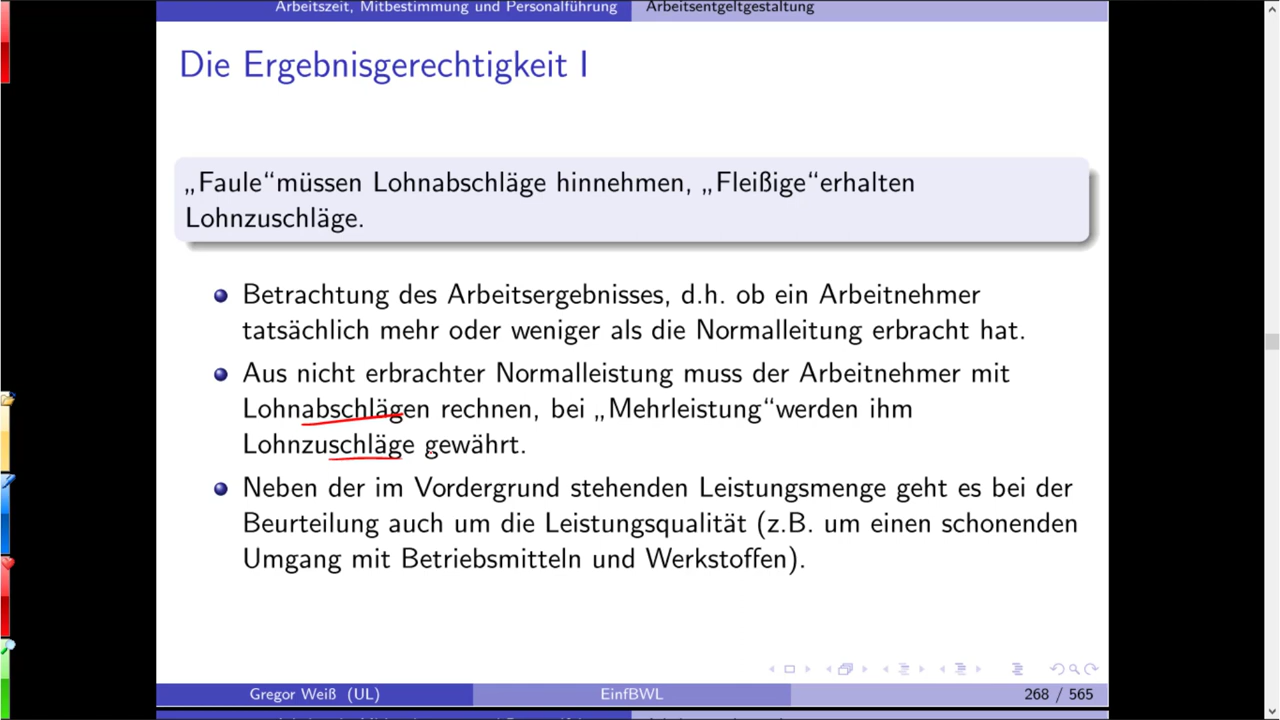 Arbeitszeit, Mitbestimmung und Personalführung
Arbeitsentgeltgestaltung
Die Ergebnisgerechtigkeit I
„Faule“müssen Lohnabschläge hinnehmen, „Fleißige“erhalten
Lohnzuschläge.
Betrachtung des Arbeitsergebnisses, d.h. ob ein Arbeitnehmer
tatsächlich mehr oder weniger als die Normalleitung erbracht hat.
Aus nicht erbrachter Normalleistung muss der Arbeitnehmer mit
Lohnabschlägen rechnen, bei „Mehrleistung“werden ihm
Lohnzuschläge gewährt.
Neben der im Vordergrund stehenden Leistungsmenge geht es bei der
Beurteilung auch um die Leistungsqualität (z.B. um einen schonenden
Umgang mit Betriebsmitteln und Werkstoffen).
Gregor Weiß (UL)
EinfBWL
268 / 565